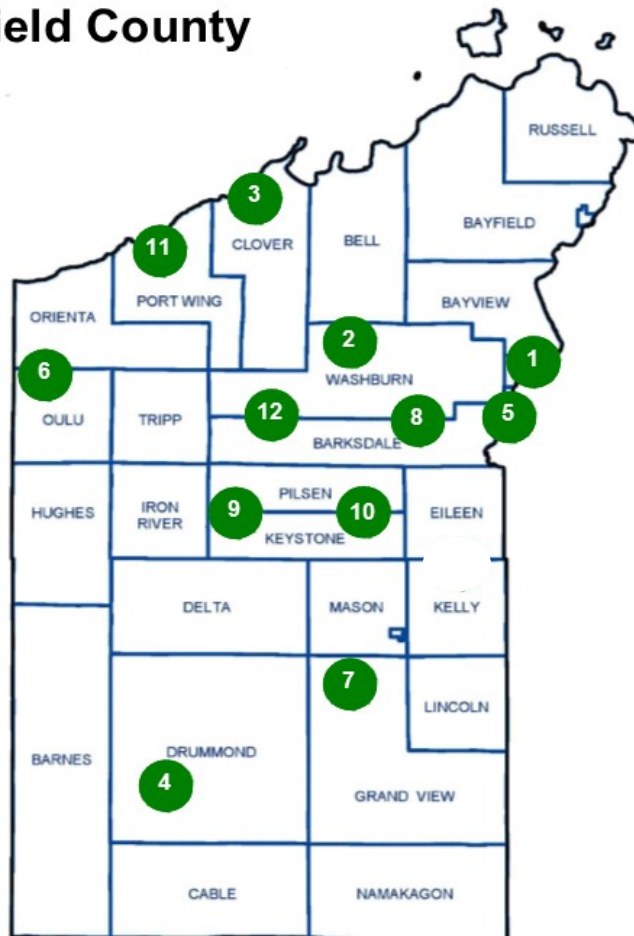 ield County
RUSSELL
3
BAYFIELD
11
CLOVER
BELL
PORT WING
BAYVIEW
ORIENTA
2
1
6
WASHBURN
12
8
5
OULU
TRIPP
BARKSDALE
PILSEN
9
10
HUGHES
IRON
RIVER
EILEEN
KEYSTONE
DELTA
MASON
KELLY
7
LINCOLN
DRUMMOND
BARNES
4
GRAND VIEW
CABLE
NAMAKAGON